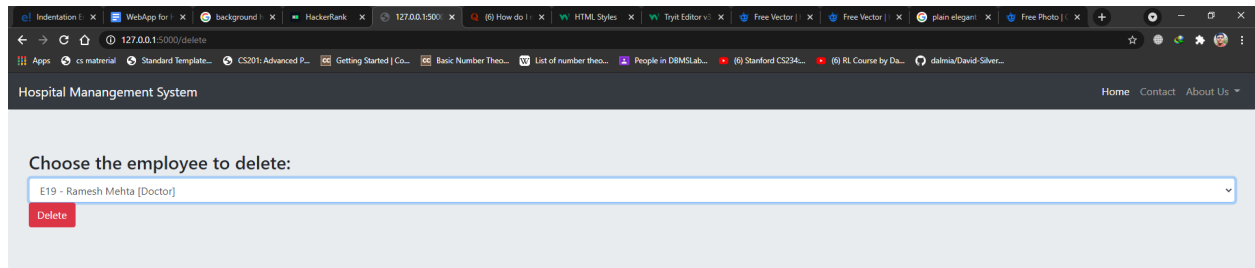 Indentation E
WebApp for H
background h
HackerRank
127.0.0.1:500
(6) How do I
HTML Styles
Tryit Editor v3
Free Vector |
Free Vector |
plain elegant
Free Photo |
127.0.0.1:5000/delete
Apps
cs matrerial
Standard Template...
CS201: Advanced P...
Getting Started | Co...
Basic Number Theo...
List of number theo...
People in DBMSLab...
(6) Stanford CS234:...
(6) RL Course by Da...
dalmia/David-Silver...
Hospital Manangement System
Home Contact About Us
Choose the employee to delete:
E19 - Ramesh Mehta [Doctor]
Delete